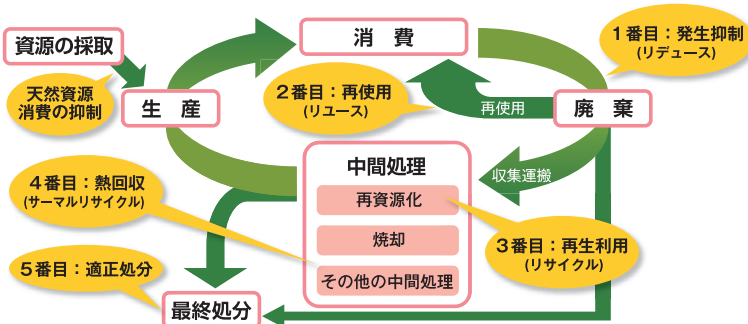 資源の採取
消　費
1番目：発生抑制
(リデュース)
天然資源
消費の抑制
生　産
2番目：再使用
(リユース)
再使用
廃　棄
中間処理
収集運搬
4番目：熱回収
(サーマルリサイクル)
再資源化
焼却
3番目：再生利用
(リサイクル)
5番目：適正処分
その他の中間処理
最終処分